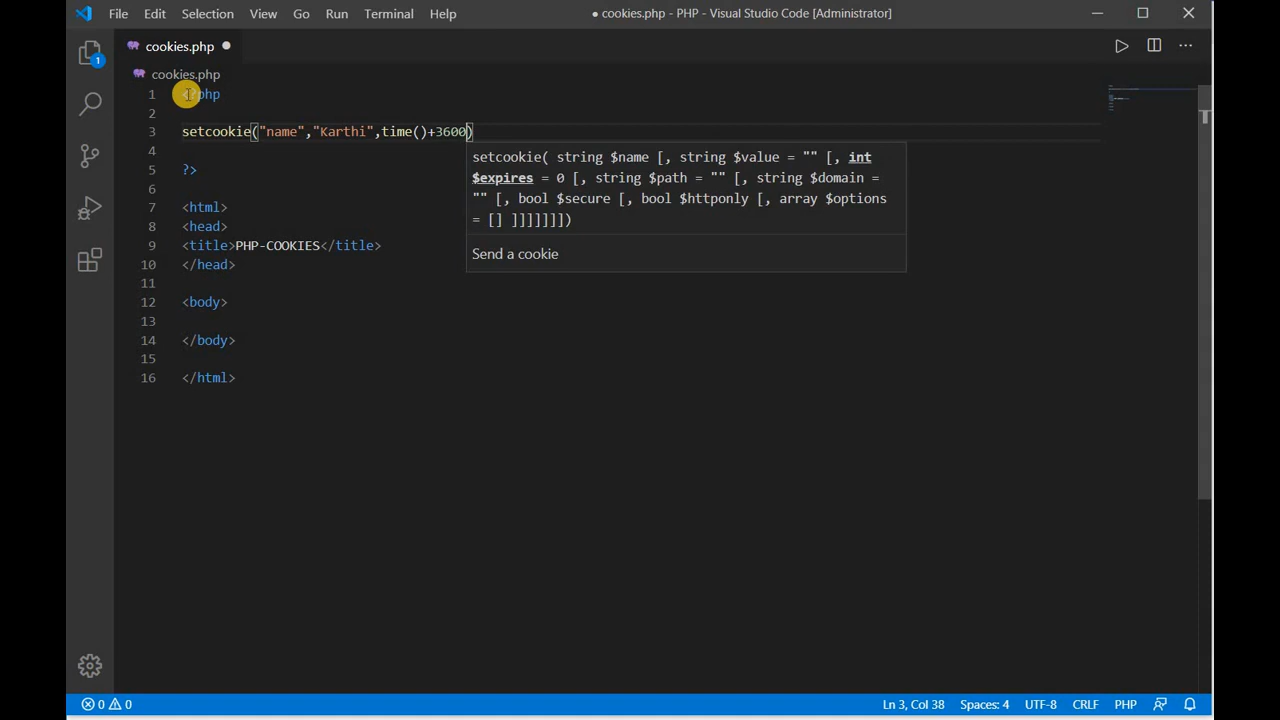 File Edit Selection View Go Run Terminal Help ● cookies.php - PHP - Visual Studio Code [Administrator]
cookies.php
cookies.php
1 <?php
2
3 setcookie("name","Karthi",time()+3600)
4
5 ?>
6
7 <html>
8 <head>
9 <title>PHP-COOKIES</title>
10 </head>
11
12 <body>
13
14 </body>
15
16 </html>
setcookie( string $name [, string $value = "" [, int
$expires = 0 [, string $path = "" [, string $domain =
"" [, bool $secure [, bool $httponly [, array $options
= [] ]]]]]]])
Send a cookie
1
0 0 Ln 3, Col 38 Spaces: 4 UTF-8 CRLF PHP